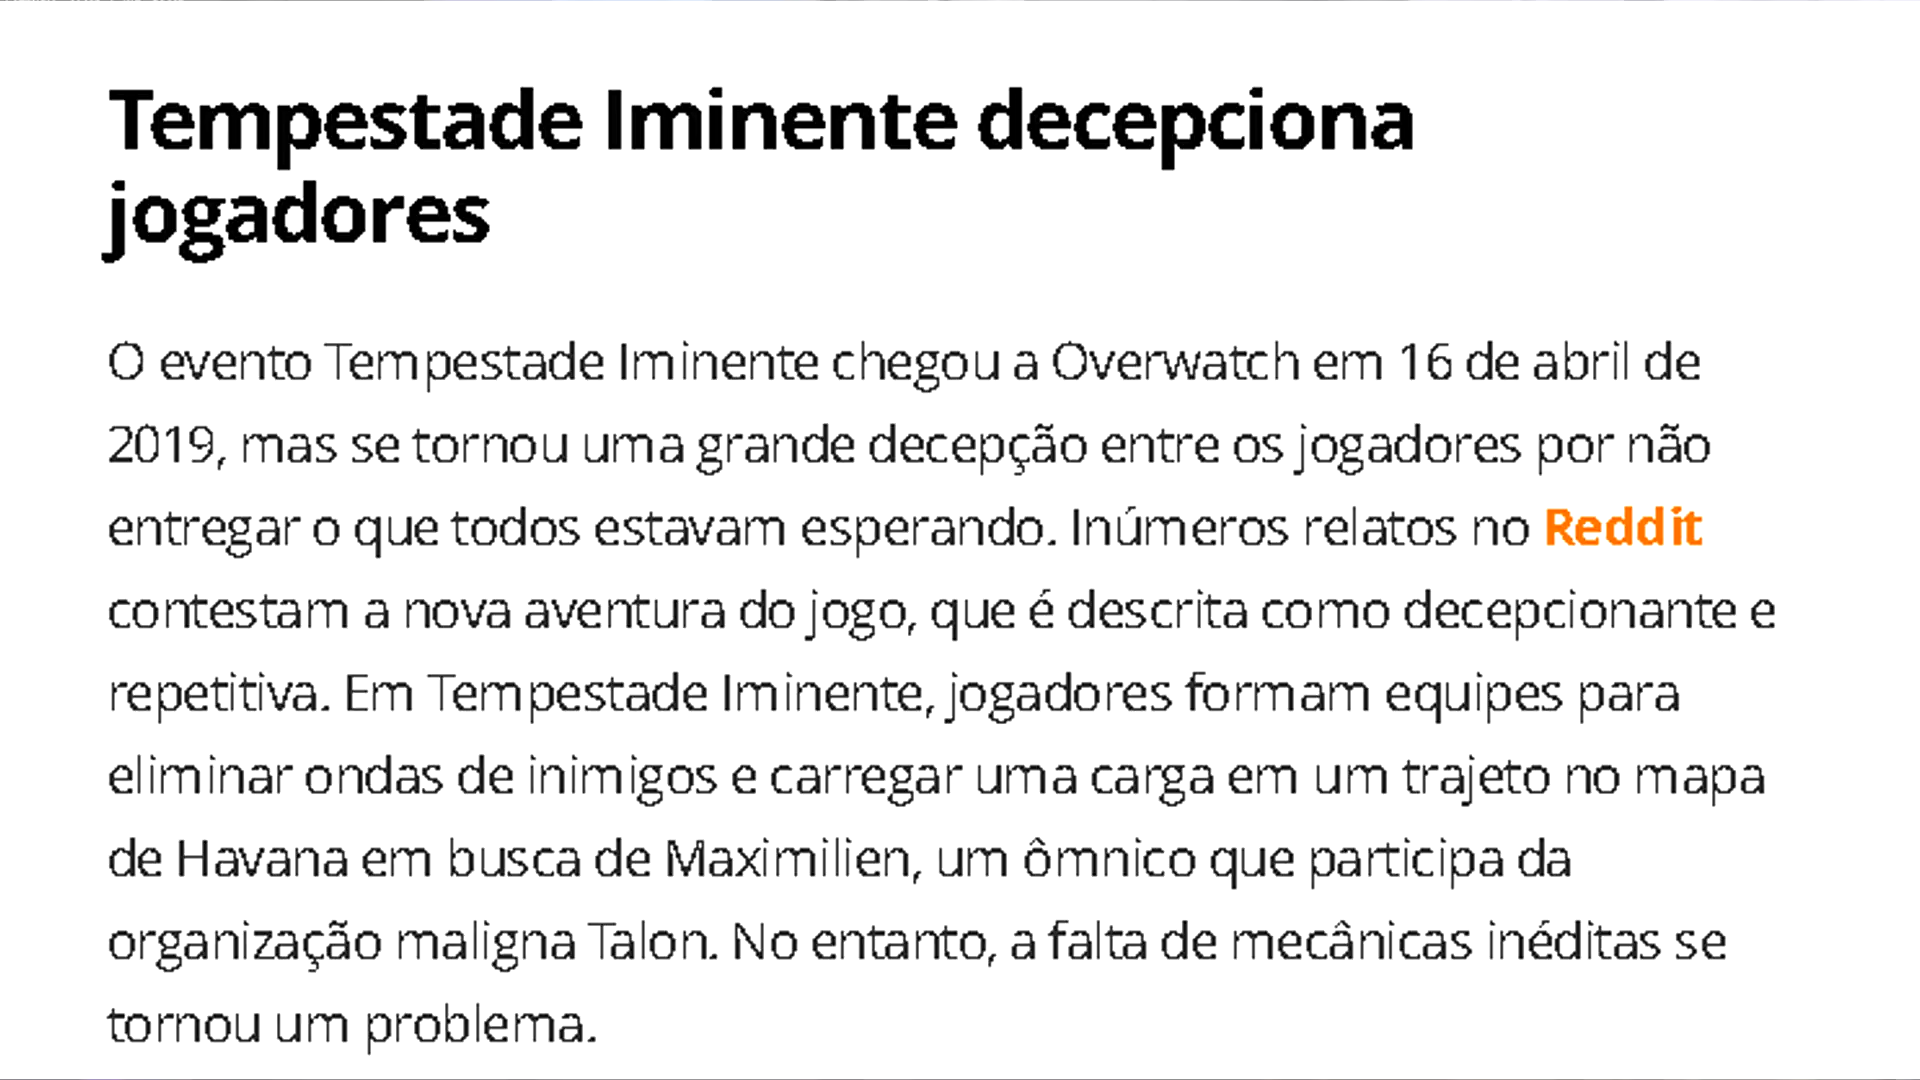 Tempestade Iminente decepciona
jogadores
O evento Tempestade Iminente chegou a Overwatch em 16 de abril de
2019, mas se tornou uma grande decepção entre os jogadores por não
entregar o que todos estavam esperando. Inúmeros relatos no Reddit
contestam a nova aventura do jogo, que é descrita como decepcionante e
repetitiva. Em Tempestade Iminente, jogadores formam equipes para
eliminar ondas de inimigos e carregar uma carga em um trajeto no mapa
de Havana em busca de Maximilien, um ômnico que participa da
organização maligna Talon. No entanto, a falta de mecânicas inéditas se
tornou um problema.